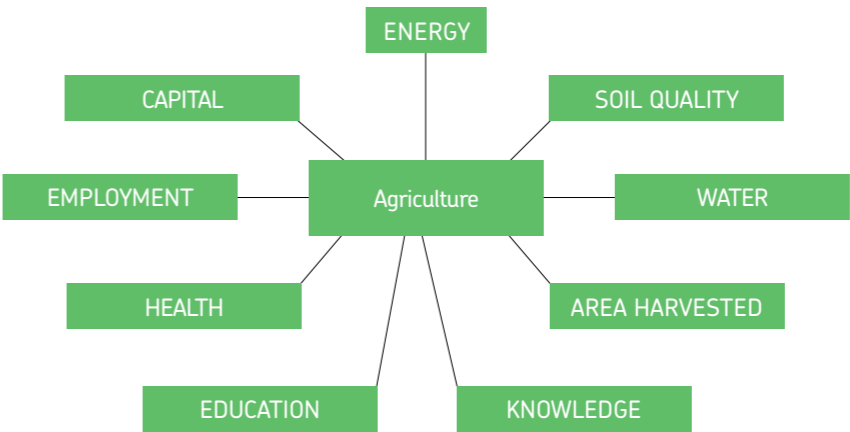 ENERGY
CAPITAL
SOIL QUALITY
EMPLOYMENT
Agriculture
WATER
HEALTH
AREA HARVESTED
EDUCATION
KNOWLEDGE